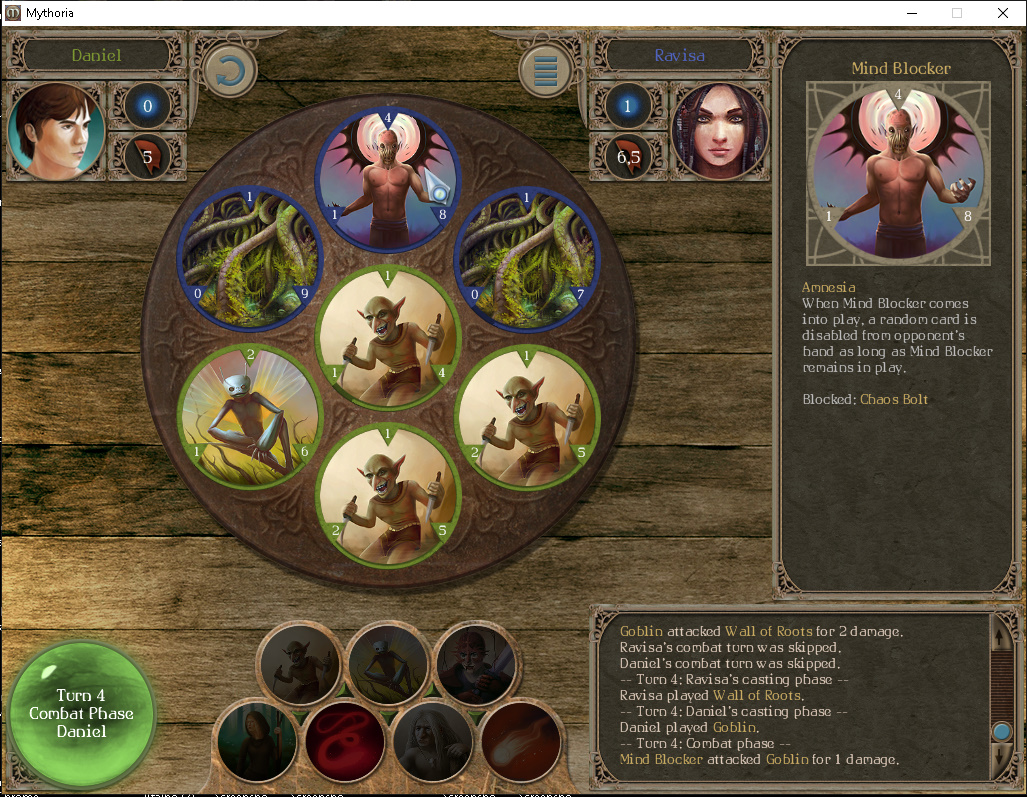 Mythoria
Daniel
Ravisa
0
5
1
6,5
4
1
8
1
0
9
1
0
7
1
1
4
2
1
6
1
2
5
1
2
5
Mind Blocker
4
1
8
Amnesia
When Mind Blocker comes
into play, a random card is
disabled from opponent's
hand as long as Mind Blocker
remains in play.
Blocked: Chaos Bolt
Turn 4
Combat Phase
Daniel
Goblin attacked Wall of Roots for 2 damage.
Ravisa's combat turn was skipped.
Daniel's combat turn was skipped.
-- Turn 4: Ravisa's casting phase --
Ravisa played Wall of Roots.
-- Turn 4: Daniel's casting phase --
Daniel played Goblin.
-- Turn 4: Combat phase --
Mind Blocker attacked Goblin for 1 damage.